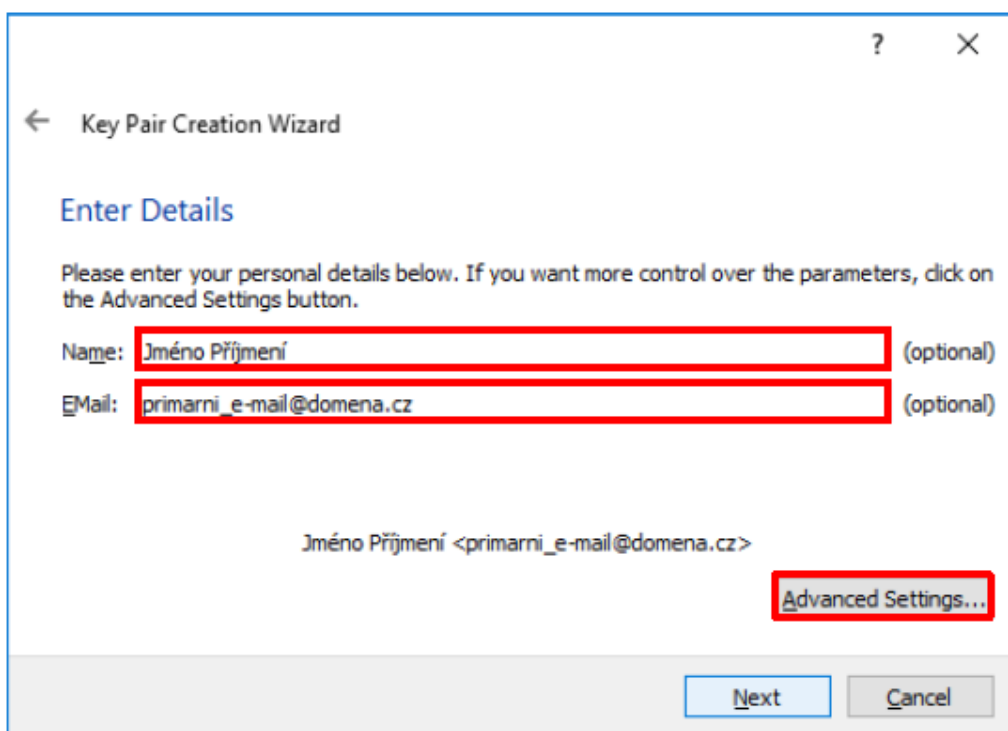 ?
Key Pair Creation Wizard
Enter Details
Please enter your personal details below. If you want more control over the parameters, click on
the Advanced Settings button.
Name: Jméno Příjmení (optional)
EMail: primarni_e-mail@domena.cz (optional)
Jméno Příjmení <primarni_e-mail@domena.cz>
Advanced Settings...
Next Cancel